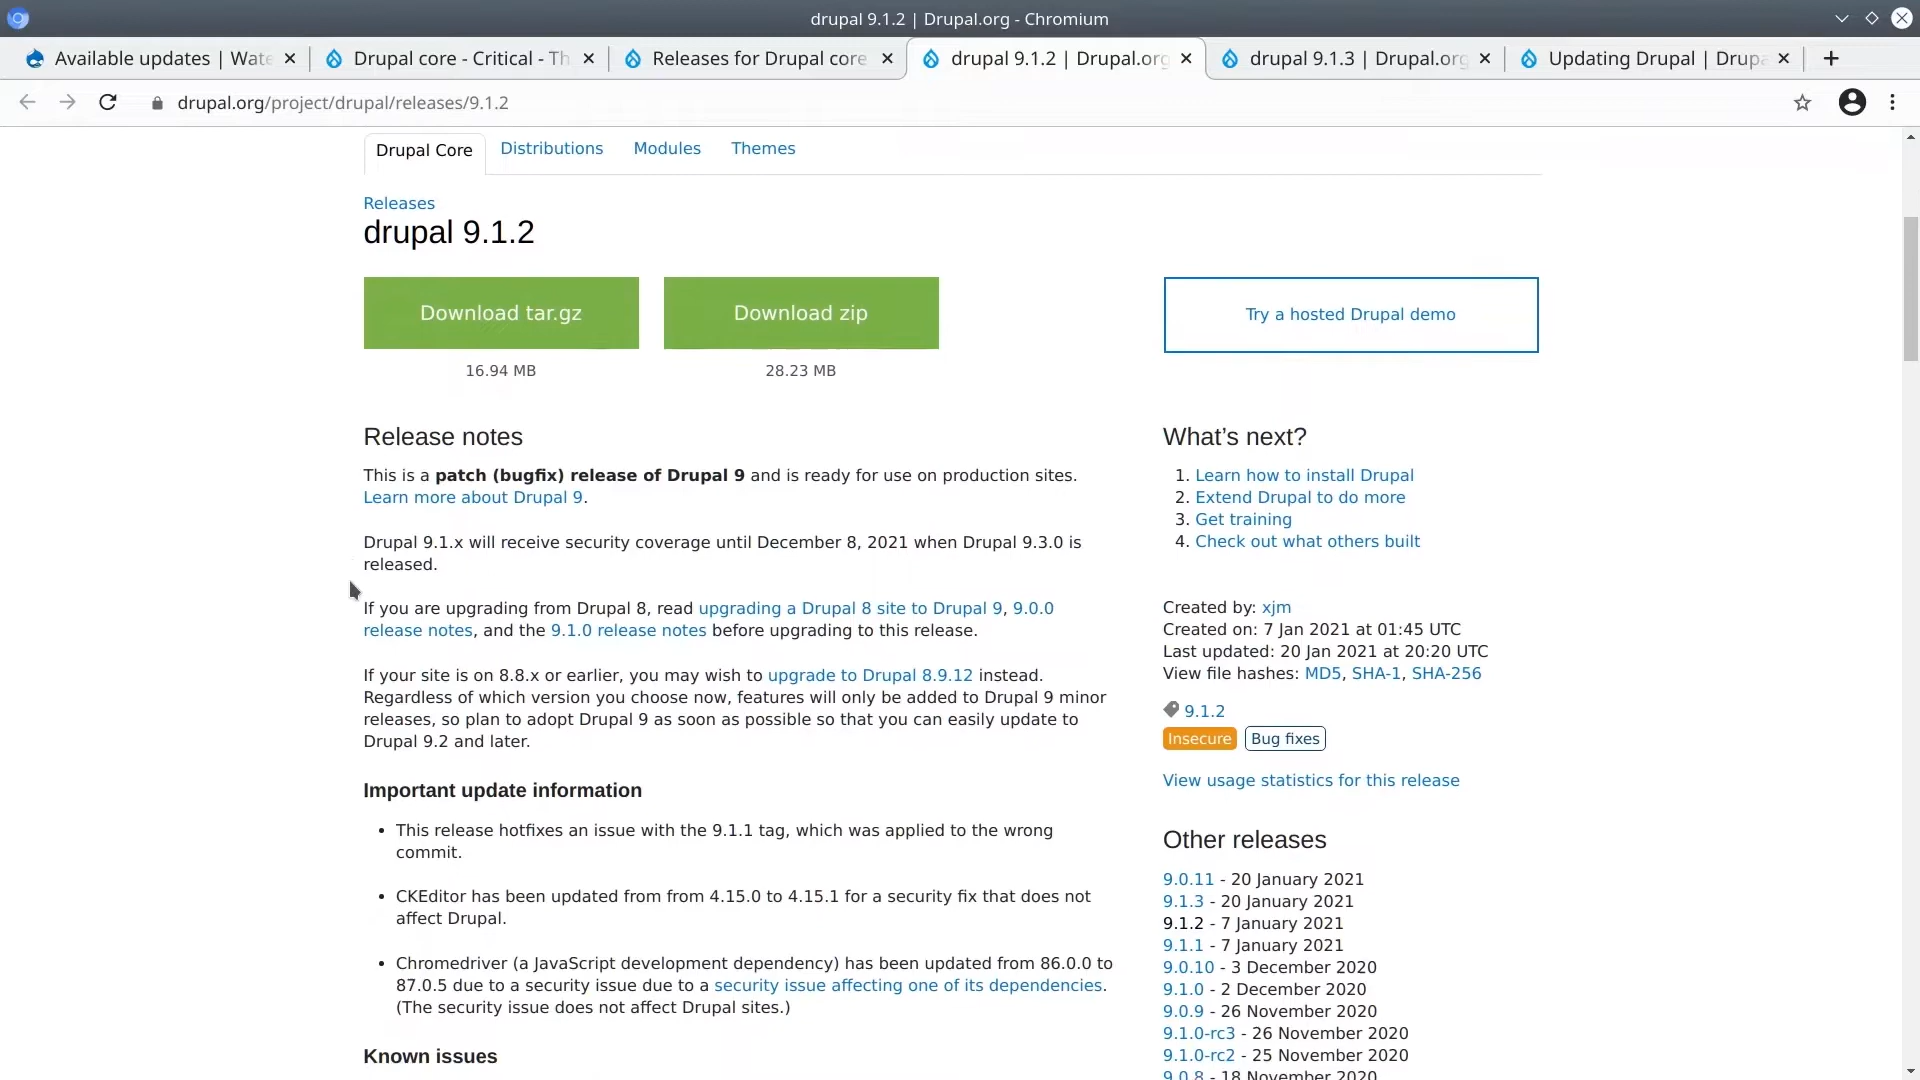 drupal 9.1.2 | Drupal.org - Chromium
Available updates | Wate
Drupal core - Critical - Th
Releases for Drupal core
drupal 9.1.2 | Drupal.org
drupal 9.1.3 | Drupal.org
Updating Drupal | Drupa
drupal.org/project/drupal/releases/9.1.2
Drupal Core
Distributions
Modules
Themes
Releases
drupal 9.1.2
Download tar.gz
16.94 MB
Download zip
28.23 MB
Try a hosted Drupal demo
Release notes
This is a patch (bugfix) release of Drupal 9 and is ready for use on production sites.
Learn more about Drupal 9.
Drupal 9.1.x will receive security coverage until December 8, 2021 when Drupal 9.3.0 is
released.
If you are upgrading from Drupal 8, read upgrading a Drupal 8 site to Drupal 9, 9.0.0
release notes, and the 9.1.0 release notes before upgrading to this release.
If your site is on 8.8.x or earlier, you may wish to upgrade to Drupal 8.9.12 instead.
Regardless of which version you choose now, features will only be added to Drupal 9 minor
releases, so plan to adopt Drupal 9 as soon as possible so that you can easily update to
Drupal 9.2 and later.
Important update information
• This release hotfixes an issue with the 9.1.1 tag, which was applied to the wrong
commit.
• CKEditor has been updated from from 4.15.0 to 4.15.1 for a security fix that does not
affect Drupal.
• Chromedriver (a JavaScript development dependency) has been updated from 86.0.0 to
87.0.5 due to a security issue due to a security issue affecting one of its dependencies.
(The security issue does not affect Drupal sites.)
Known issues
What's next?
1. Learn how to install Drupal
2. Extend Drupal to do more
3. Get training
4. Check out what others built
Created by: xjm
Created on: 7 Jan 2021 at 01:45 UTC
Last updated: 20 Jan 2021 at 20:20 UTC
View file hashes: MD5, SHA-1, SHA-256
9.1.2
Insecure
Bug fixes
View usage statistics for this release
Other releases
9.0.11 - 20 January 2021
9.1.3 - 20 January 2021
9.1.2 - 7 January 2021
9.1.1 - 7 January 2021
9.0.10 - 3 December 2020
9.1.0 - 2 December 2020
9.0.9 - 26 November 2020
9.1.0-rc3 - 26 November 2020
9.1.0-rc2 - 25 November 2020
9.0.8 - 18 November 2020